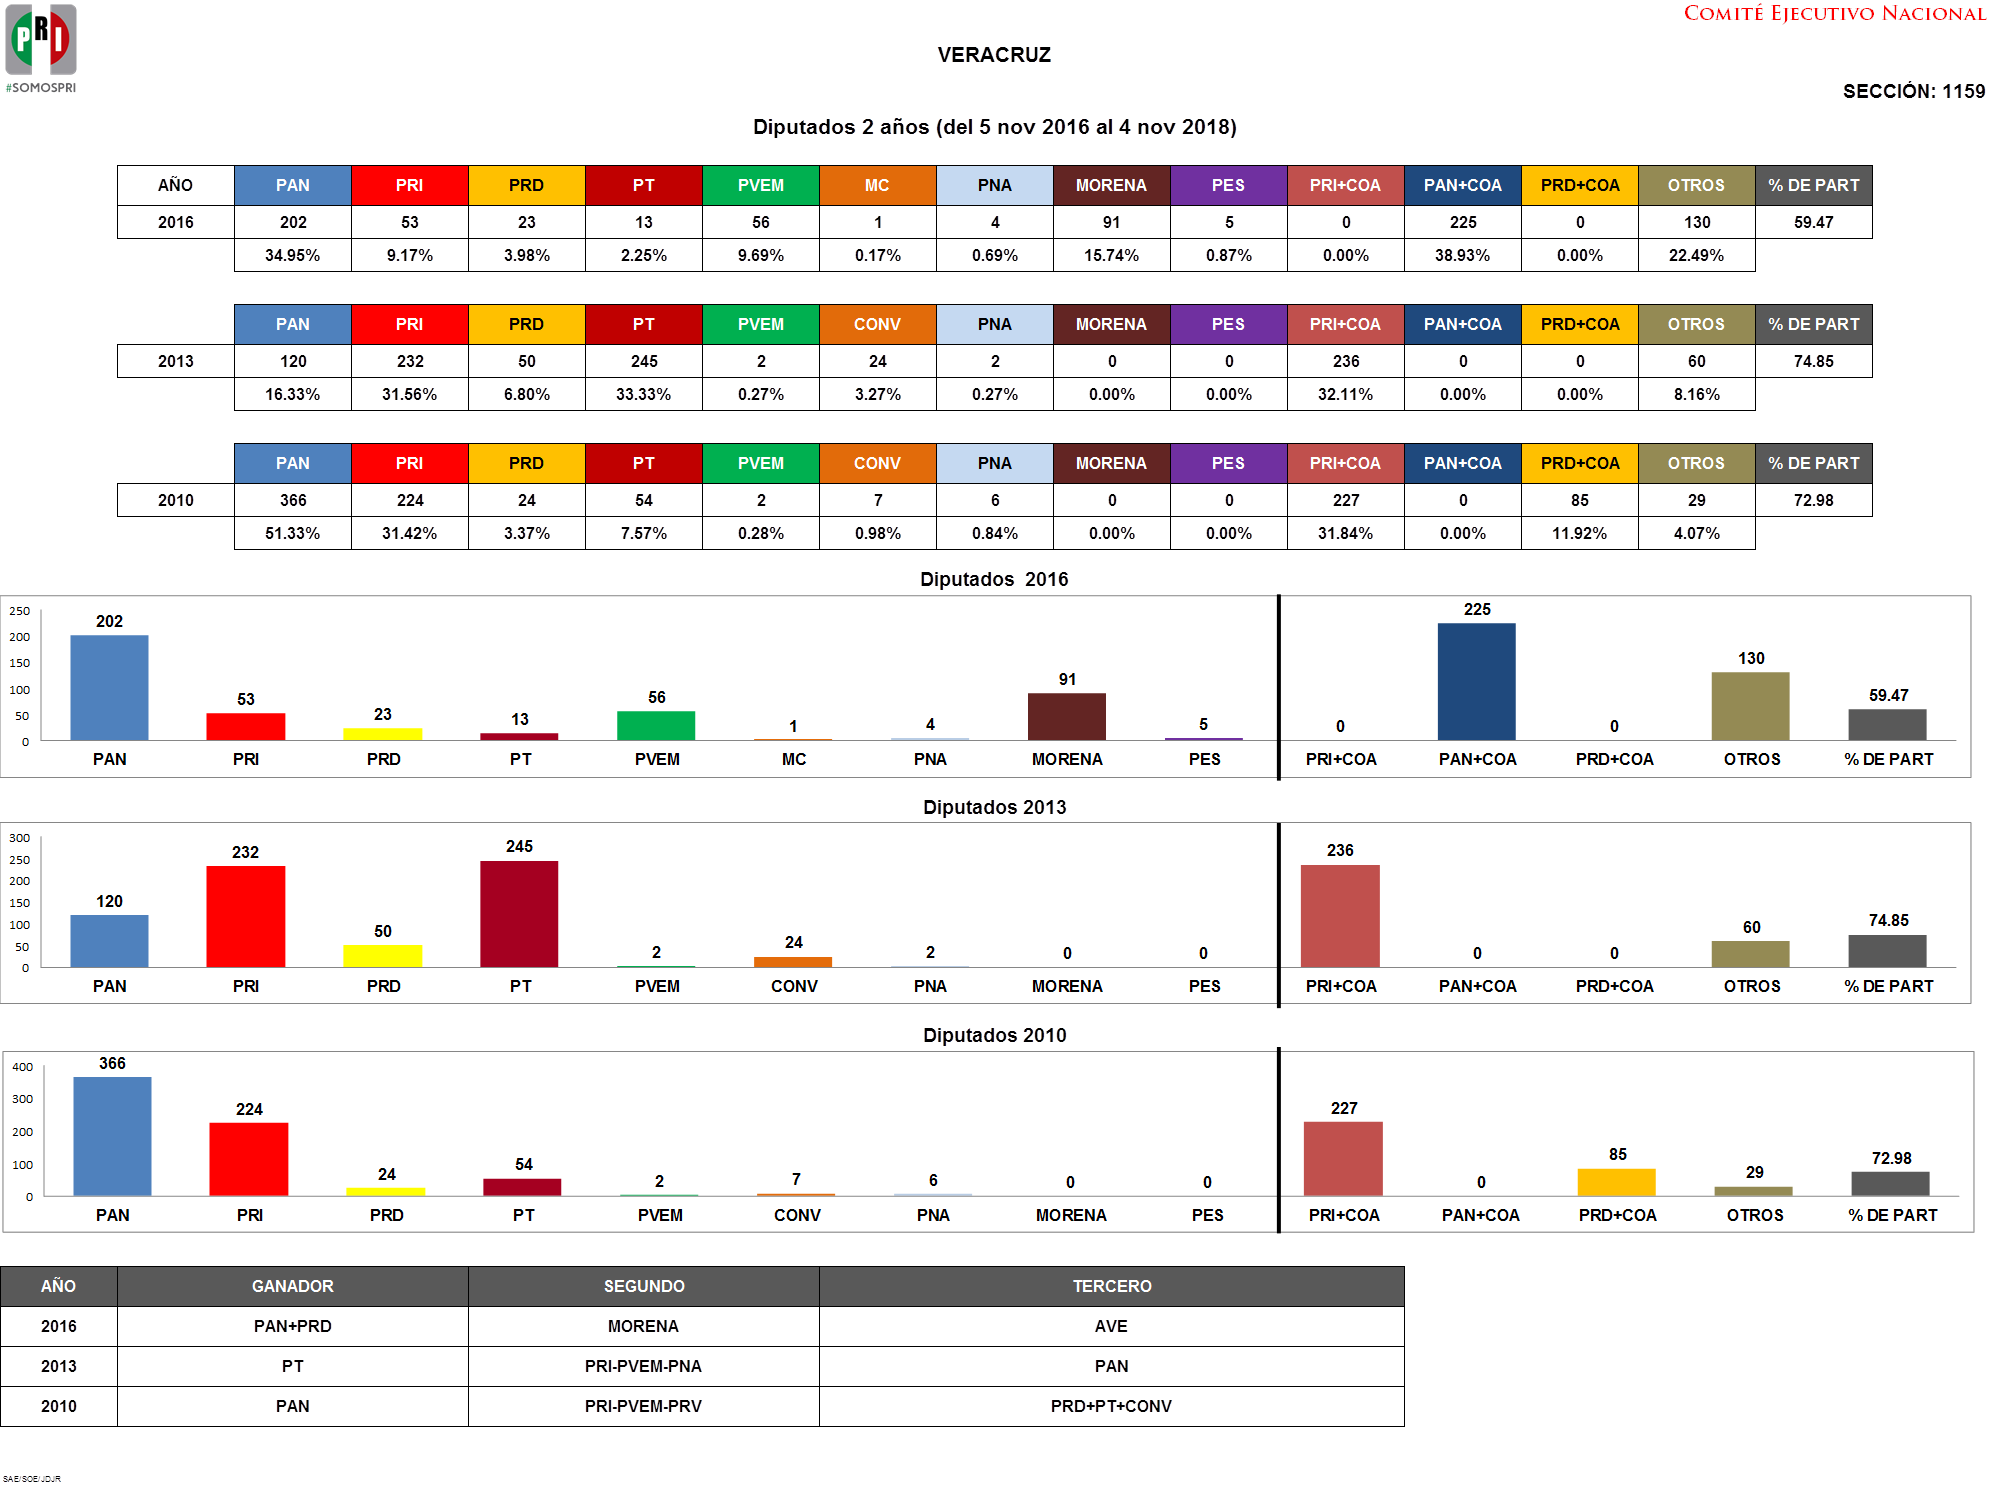 PRI
#SOMOSPRI
COMITÉ EJECUTIVO NACIONAL
VERACRUZ
SECCIÓN: 1159
Diputados 2 años (del 5 nov 2016 al 4 nov 2018)
AÑO PAN PRI PRD PT PVEM MC PNA MORENA PES PRI+COA PAN+COA PRD+COA OTROS % DE PART
2016 202 53 23 13 56 1 4 91 5 0 225 0 130 59.47
34.95% 9.17% 3.98% 2.25% 9.69% 0.17% 0.69% 15.74% 0.87% 0.00% 38.93% 0.00% 22.49%
PAN PRI PRD PT PVEM CONV PNA MORENA PES PRI+COA PAN+COA PRD+COA OTROS % DE PART
2013 120 232 50 245 2 24 2 0 0 236 0 0 60 74.85
16.33% 31.56% 6.80% 33.33% 0.27% 3.27% 0.27% 0.00% 0.00% 32.11% 0.00% 0.00% 8.16%
PAN PRI PRD PT PVEM CONV PNA MORENA PES PRI+COA PAN+COA PRD+COA OTROS % DE PART
2010 366 224 24 54 2 7 6 0 0 227 0 85 29 72.98
51.33% 31.42% 3.37% 7.57% 0.28% 0.98% 0.84% 0.00% 0.00% 31.84% 0.00% 11.92% 4.07%
Diputados 2016
250
200
150
100
50
0
202 53 23 13 56 1 4 91 5 0 225 0 130 59.47
PAN PRI PRD PT PVEM MC PNA MORENA PES PRI+COA PAN+COA PRD+COA OTROS % DE PART
Diputados 2013
300
250
200
150
100
50
0
120 232 50 245 2 24 2 0 0 236 0 0 60 74.85
PAN PRI PRD PT PVEM CONV PNA MORENA PES PRI+COA PAN+COA PRD+COA OTROS % DE PART
Diputados 2010
400
300
200
100
0
366 224 24 54 2 7 6 0 0 227 0 85 29 72.98
PAN PRI PRD PT PVEM CONV PNA MORENA PES PRI+COA PAN+COA PRD+COA OTROS % DE PART
AÑO GANADOR SEGUNDO TERCERO
2016 PAN+PRD MORENA AVE
2013 PT PRI-PVEM-PNA PAN
2010 PAN PRI-PVEM-PRV PRD+PT+CONV
SAE/SOE/JDJR